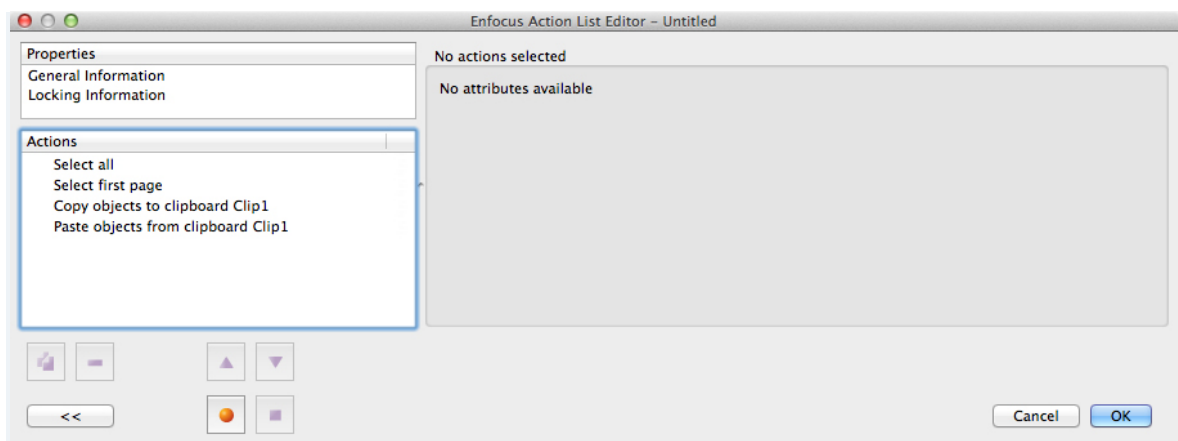 Enfocus Action List Editor – Untitled
Properties
General Information
Locking Information
Actions
Select all
Select first page
Copy objects to clipboard Clip1
Paste objects from clipboard Clip1
No actions selected
No attributes available
<<
Cancel
OK